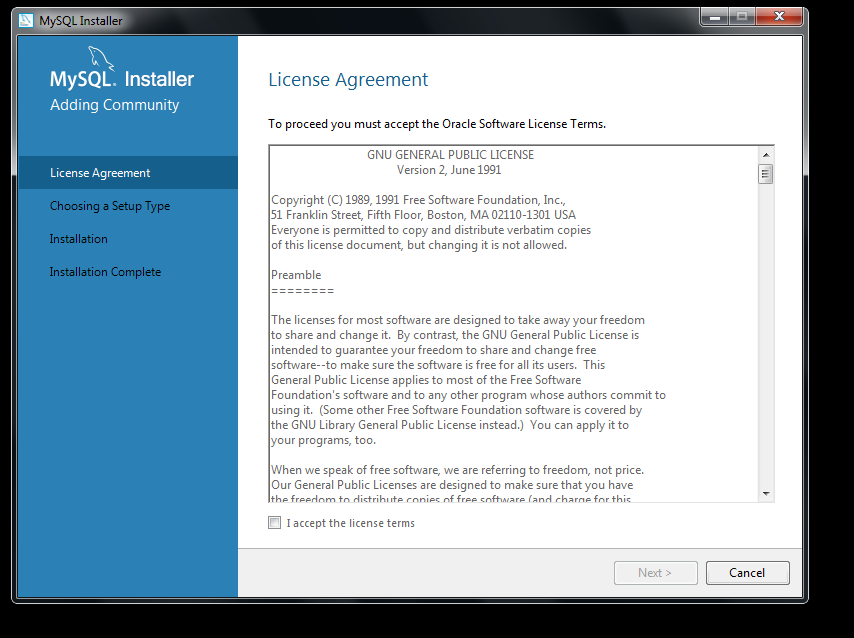 MySQL Installer
MySQL. Installer
Adding Community
License Agreement
Choosing a Setup Type
Installation
Installation Complete
License Agreement
To proceed you must accept the Oracle Software License Terms.
GNU GENERAL PUBLIC LICENSE
Version 2, June 1991
Copyright (C) 1989, 1991 Free Software Foundation, Inc.,
51 Franklin Street, Fifth Floor, Boston, MA 02110-1301 USA
Everyone is permitted to copy and distribute verbatim copies
of this license document, but changing it is not allowed.
Preamble
========
The licenses for most software are designed to take away your freedom
to share and change it.  By contrast, the GNU General Public License is
intended to guarantee your freedom to share and change free
software--to make sure the software is free for all its users.  This
General Public License applies to most of the Free Software
Foundation's software and to any other program whose authors commit to
using it.  (Some other Free Software Foundation software is covered by
the GNU Library General Public License instead.)  You can apply it to
your programs, too.
When we speak of free software, we are referring to freedom, not price.
Our General Public Licenses are designed to make sure that you have
the freedom to distribute copies of free software (and charge for this
I accept the license terms
Next >
Cancel